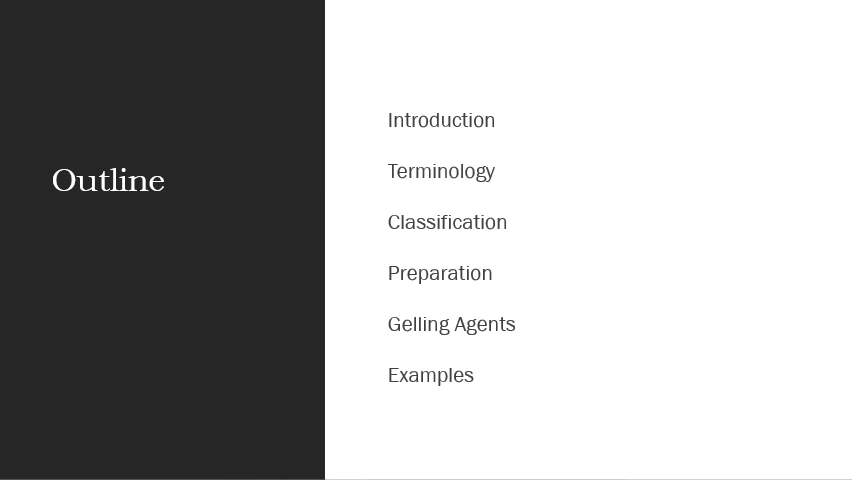 Outline
Introduction
Terminology
Classification
Preparation
Gelling Agents
Examples